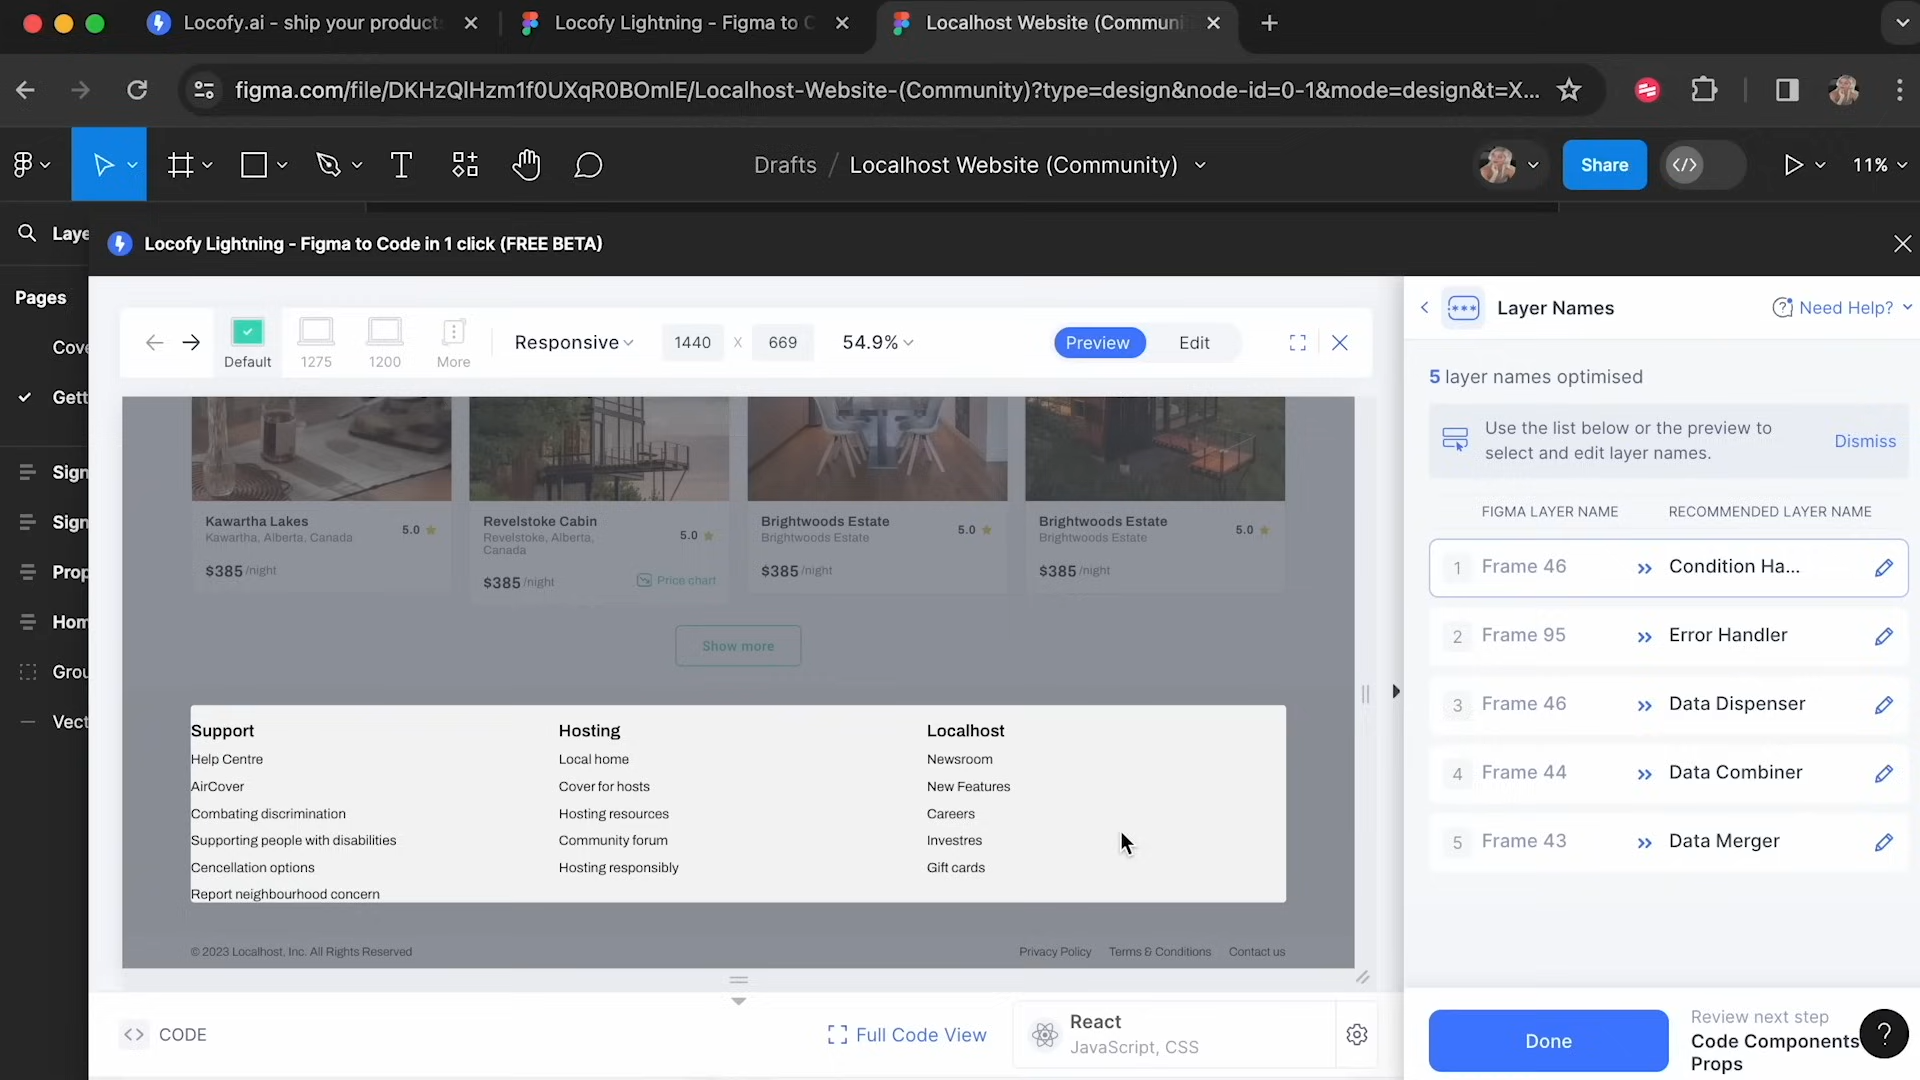 Locofy.ai - ship your product
Locofy Lightning - Figma to C
Localhost Website (Communi
figma.com/file/DKHzQlHzm1f0UXqR0BOmlE/Localhost-Website-(Community)?type=design&node-id=0-1&mode=design&t=X...
Drafts / Localhost Website (Community)
Share
11%
Laye
Locofy Lightning - Figma to Code in 1 click (FREE BETA)
Pages
Cove
Gett
Sign
Sign
Prop
Hom
Grou
Vect
Default
1275
1200
More
Responsive
1440 x 669
54.9%
Preview
Edit
Kawartha Lakes
Kawartha, Alberta. Canada
5.0
$385 /night
Revelstoke Cabin
Revelstoke, Alberta,
Canada
5.0
$385 /night
Price chart
Brightwoods Estate
Brightwoods Estate
5.0
$385 /night
Brightwoods Estate
Brightwoods Estate
5.0
$385 /night
Show more
Support
Help Centre
AirCover
Combating discrimination
Supporting people with disabilities
Cencellation options
Report neighbourhood concern
Hosting
Local home
Cover for hosts
Hosting resources
Community forum
Hosting responsibly
Localhost
Newsroom
New Features
Careers
Investres
Gift cards
© 2023 Localhost, Inc. All Rights Reserved
Privacy Policy
Terms & Conditions
Contact us
<> CODE
Full Code View
React
JavaScript, CSS
Layer Names
Need Help?
5 layer names optimised
Use the list below or the preview to
select and edit layer names.
Dismiss
FIGMA LAYER NAME
RECOMMENDED LAYER NAME
1 Frame 46 » Condition Ha...
2 Frame 95 » Error Handler
3 Frame 46 » Data Dispenser
4 Frame 44 » Data Combiner
5 Frame 43 » Data Merger
Done
Review next step
Code Components
Props
?